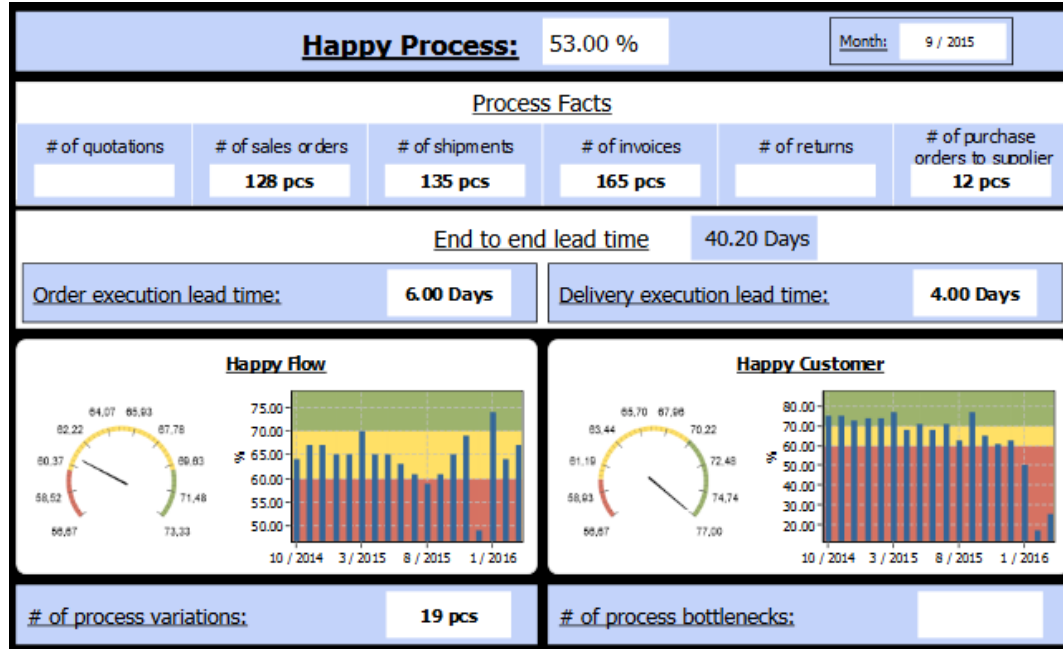 Happy Process: 53.00 % Month: 9 / 2015
Process Facts
# of quotations # of sales orders # of shipments # of invoices # of returns # of purchase orders to supplier
128 pcs 135 pcs 165 pcs 12 pcs
End to end lead time 40.20 Days
Order execution lead time: 6.00 Days Delivery execution lead time: 4.00 Days
Happy Flow
56,67 58,52 60,37 62,22 64,07 65,93 67,78 69,63 71,48 73,33
%
75.00
70.00
65.00
60.00
55.00
50.00
10 / 2014 3 / 2015 8 / 2015 1 / 2016
Happy Customer
56,67 58,93 61,19 63,44 65,70 67,96 70,22 72,48 74,74 77,00
%
80.00
70.00
60.00
50.00
40.00
30.00
20.00
10 / 2014 3 / 2015 8 / 2015 1 / 2016
# of process variations: 19 pcs # of process bottlenecks: